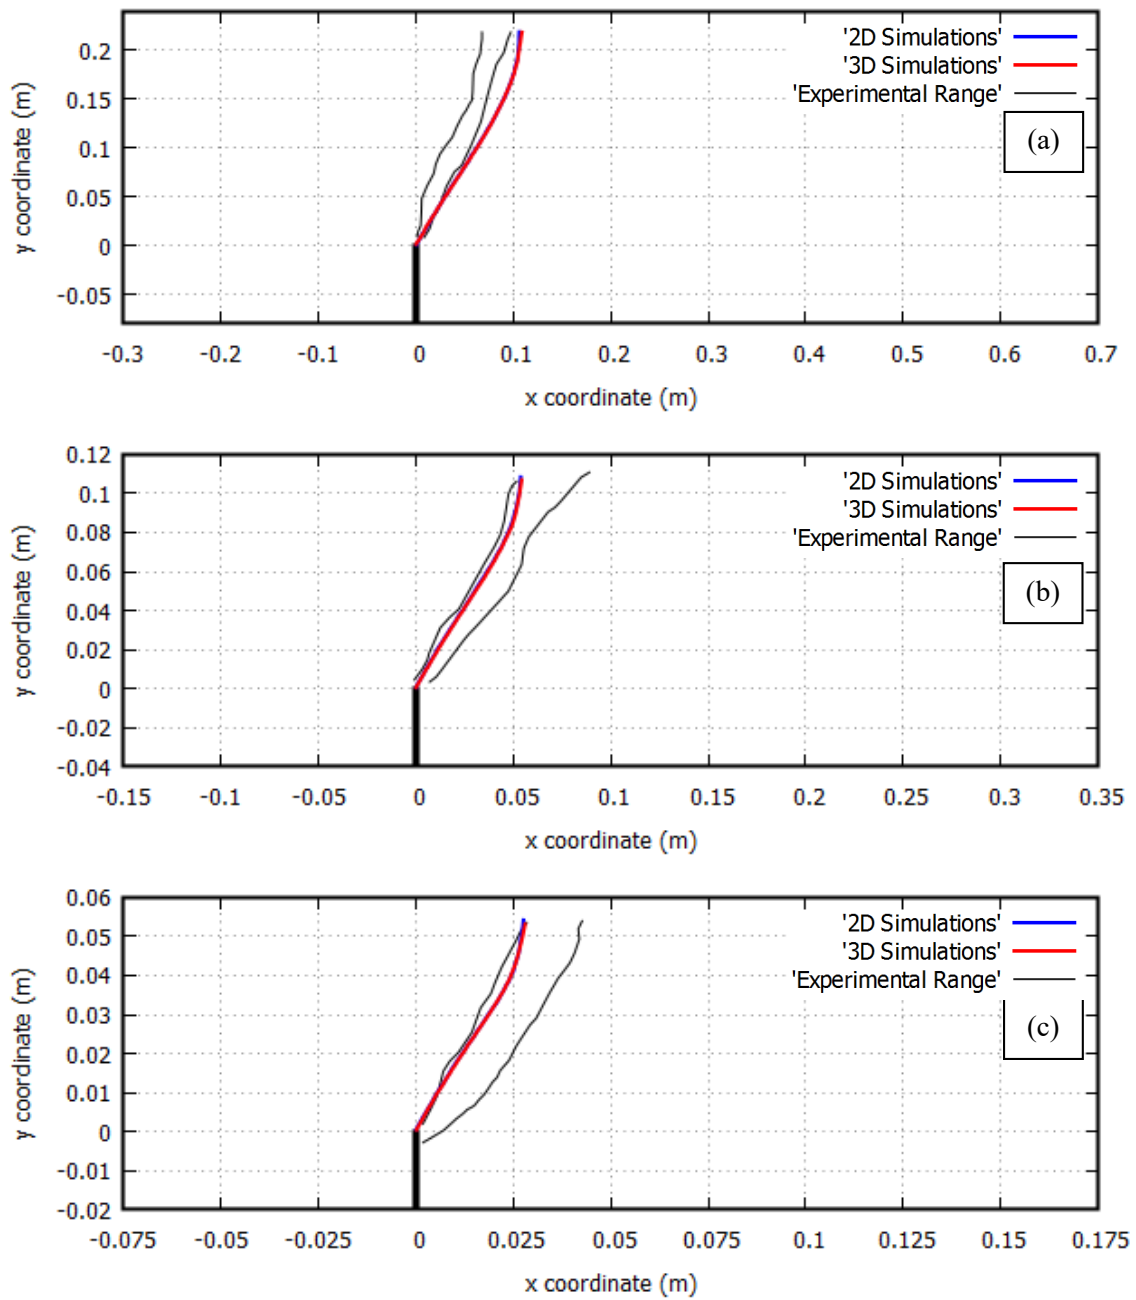 '2D Simulations'
'3D Simulations'
'Experimental Range'
(a)
0.2
0.15
0.1
0.05
0
-0.05
y coordinate (m)
-0.3 -0.2 -0.1 0 0.1 0.2 0.3 0.4 0.5 0.6 0.7
x coordinate (m)
'2D Simulations'
'3D Simulations'
'Experimental Range'
(b)
0.12
0.1
0.08
0.06
0.04
0.02
0
-0.02
-0.04
y coordinate (m)
-0.15 -0.1 -0.05 0 0.05 0.1 0.15 0.2 0.25 0.3 0.35
x coordinate (m)
'2D Simulations'
'3D Simulations'
'Experimental Range'
(c)
0.06
0.05
0.04
0.03
0.02
0.01
0
-0.01
-0.02
y coordinate (m)
-0.075 -0.05 -0.025 0 0.025 0.05 0.075 0.1 0.125 0.15 0.175
x coordinate (m)